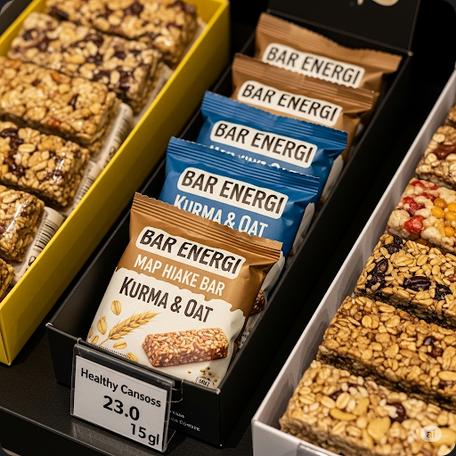 BAR ENERGI
BAR ENERGI
BAR ENERGI
BAR ENERGI
KURMA & OAT
BAR ENERGI
MAP HIAKE BAR
KURMA & OAT
Healthy Cansoss
23.0
15gl
ai